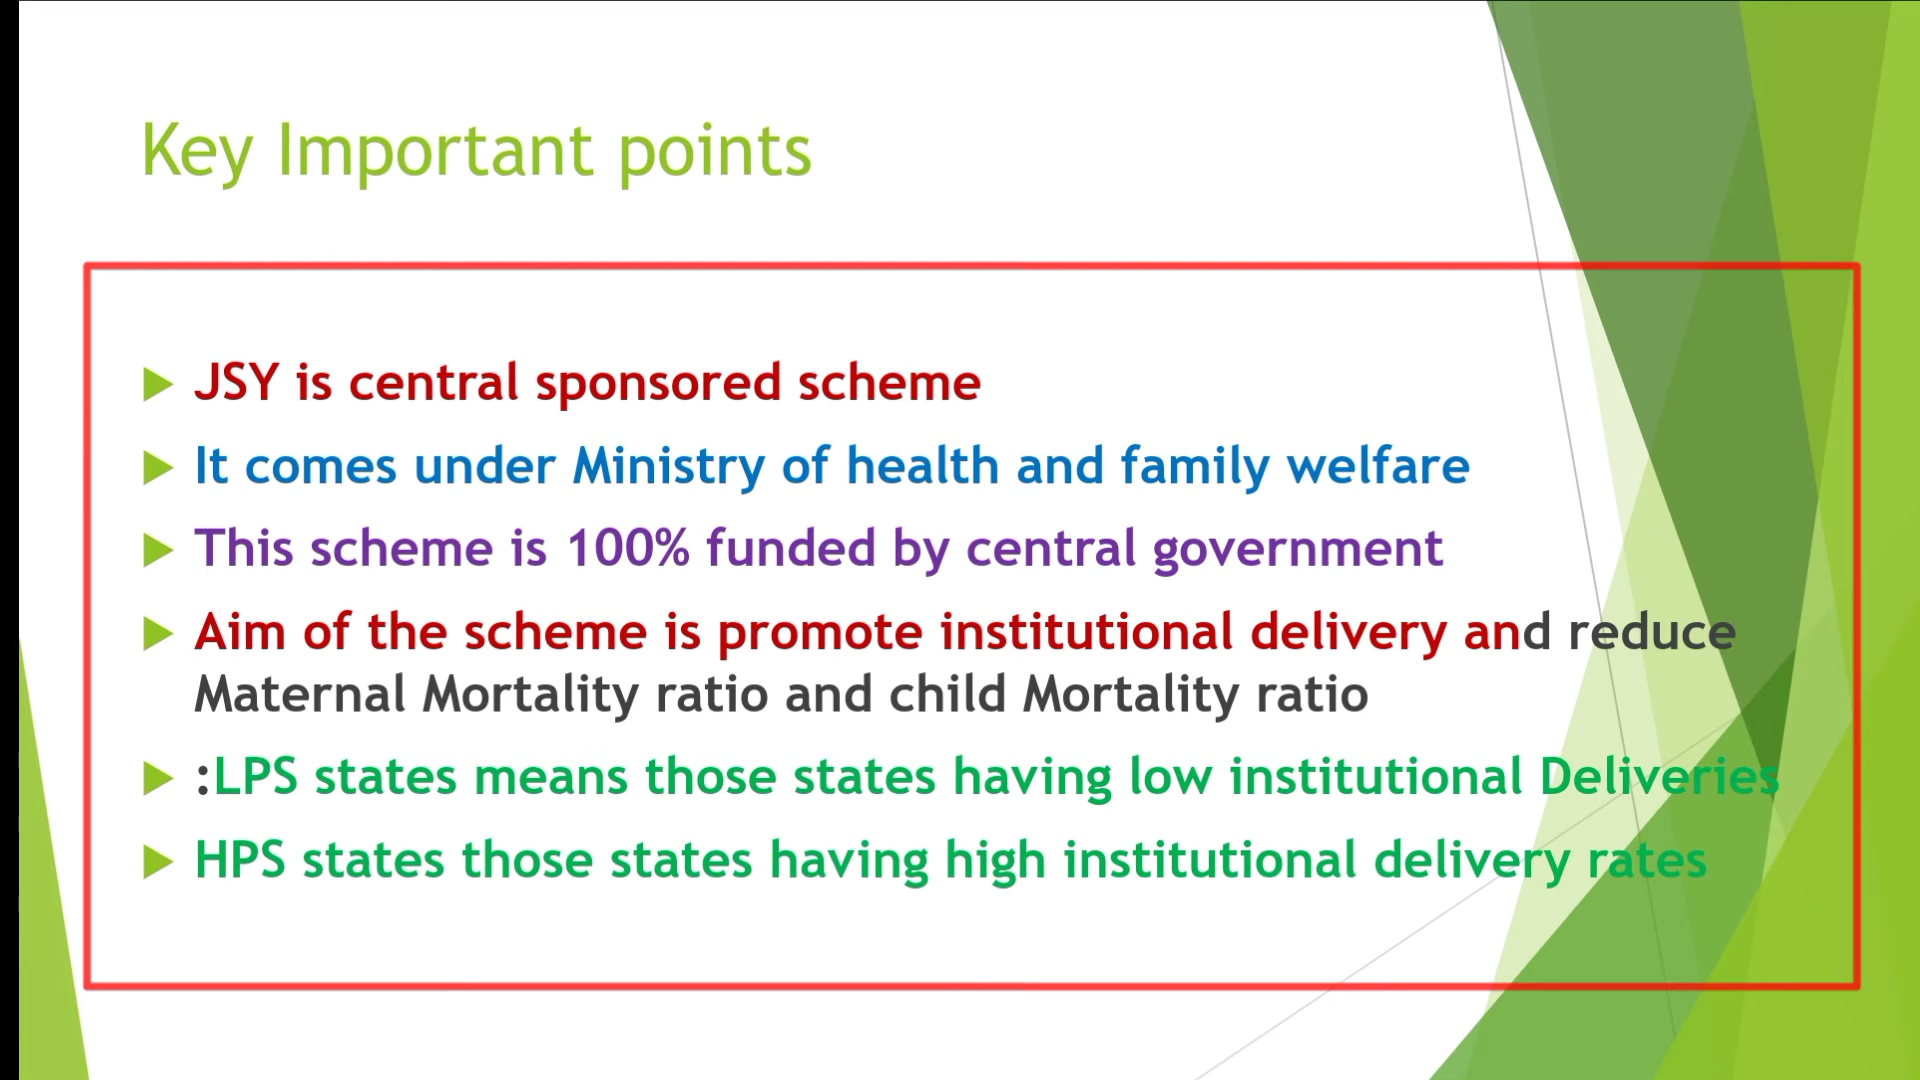 Key Important points
JSY is central sponsored scheme
It comes under Ministry of health and family welfare
This scheme is 100% funded by central government
Aim of the scheme is promote institutional delivery and reduce
Maternal Mortality ratio and child Mortality ratio
:LPS states means those states having low institutional Deliveries
HPS states those states having high institutional delivery rates